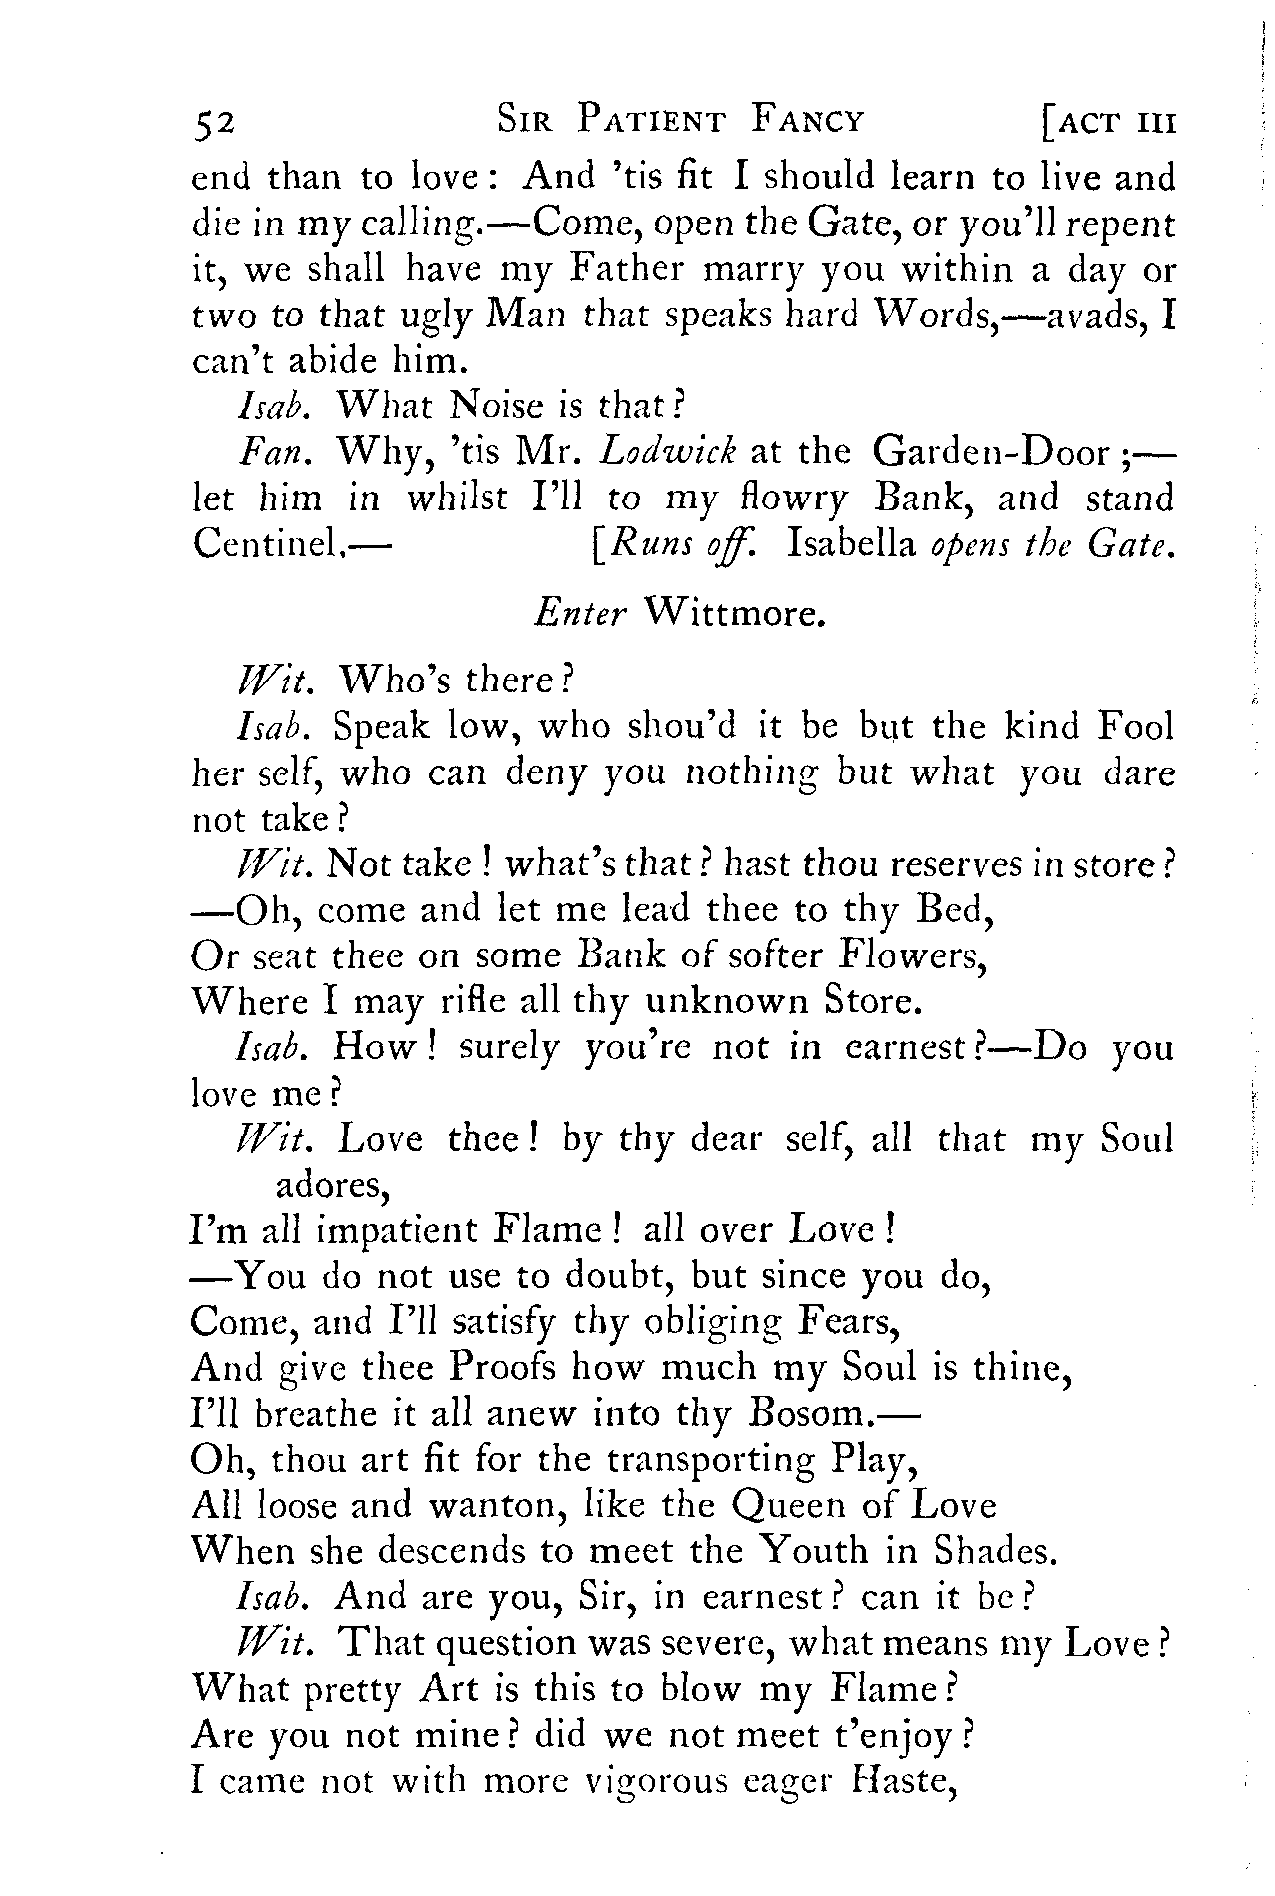 52 SIR PATIENT FANCY [ACT III
end than to love : And 'tis fit I should learn to live and
die in my calling.—Come, open the Gate, or you'll repent
it, we shall have my Father marry you within a day or
two to that ugly Man that speaks hard Words,—avads, I
can't abide him.
Isab. What Noise is that ?
Fan. Why, 'tis Mr. Lodwick at the Garden-Door ;—
let him in whilst I'll to my flowry Bank, and stand
Centinel.— [Runs off. Isabella opens the Gate.
Enter Wittmore.
Wit. Who's there ?
Isab. Speak low, who shou'd it be but the kind Fool
her self, who can deny you nothing but what you dare
not take ?
Wit. Not take ! what's that ? hast thou reserves in store ?
—Oh, come and let me lead thee to thy Bed,
Or seat thee on some Bank of softer Flowers,
Where I may rifle all thy unknown Store.
Isab. How ! surely you're not in earnest ?—Do you
love me ?
Wit. Love thee ! by thy dear self, all that my Soul
adores,
I'm all impatient Flame ! all over Love !
—You do not use to doubt, but since you do,
Come, and I'll satisfy thy obliging Fears,
And give thee Proofs how much my Soul is thine,
I'll breathe it all anew into thy Bosom.—
Oh, thou art fit for the transporting Play,
All loose and wanton, like the Queen of Love
When she descends to meet the Youth in Shades.
Isab. And are you, Sir, in earnest ? can it be ?
Wit. That question was severe, what means my Love ?
What pretty Art is this to blow my Flame ?
Are you not mine ? did we not meet t'enjoy ?
I came not with more vigorous eager Haste,